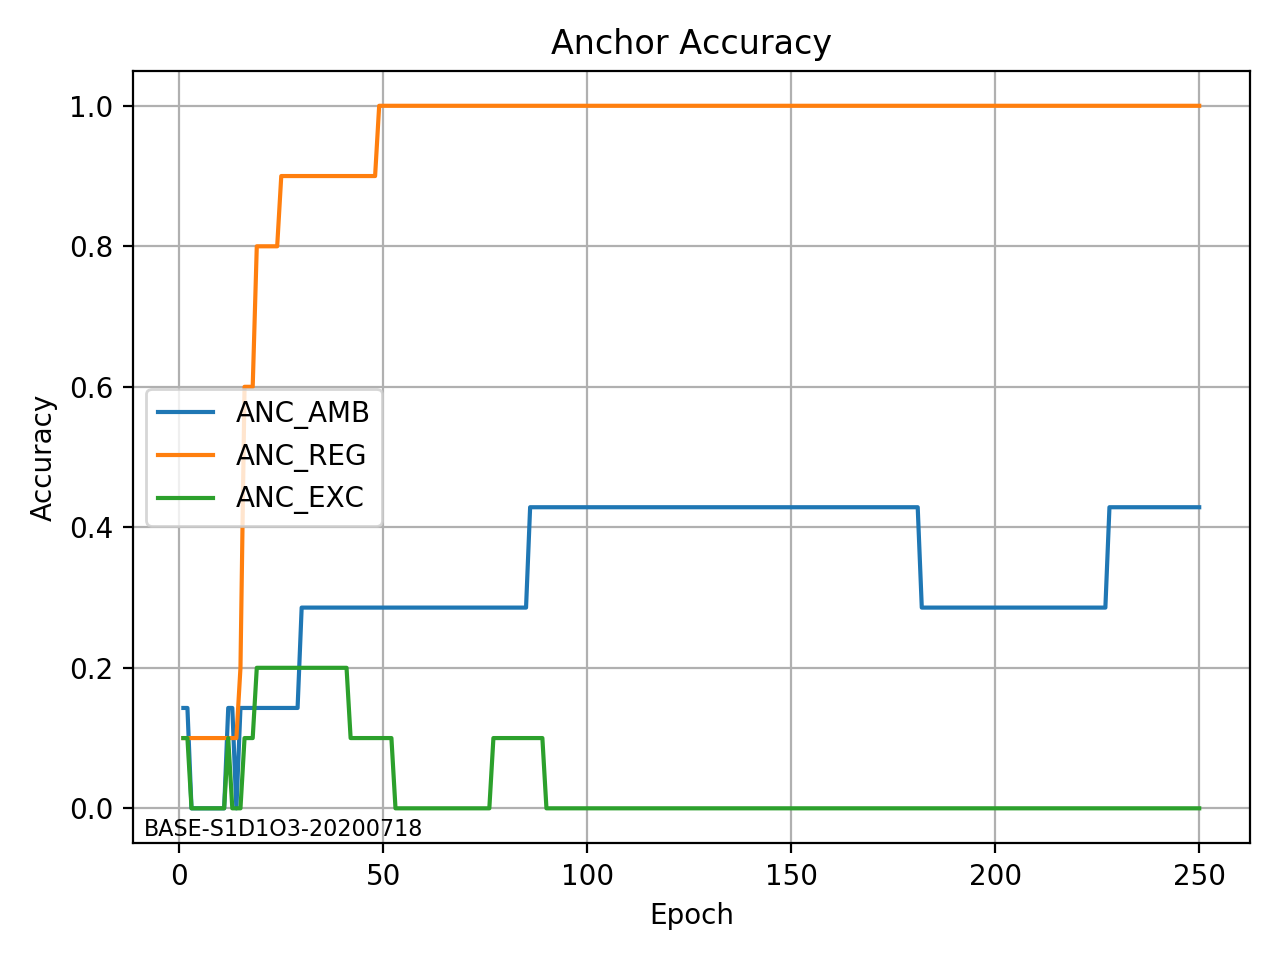 Anchor Accuracy
1.0
0.8
0.6
0.4
0.2
0.0
Accuracy
ANC_AMB
ANC_REG
ANC_EXC
BASE-S1D1O3-20200718
0 50 100 150 200 250
Epoch